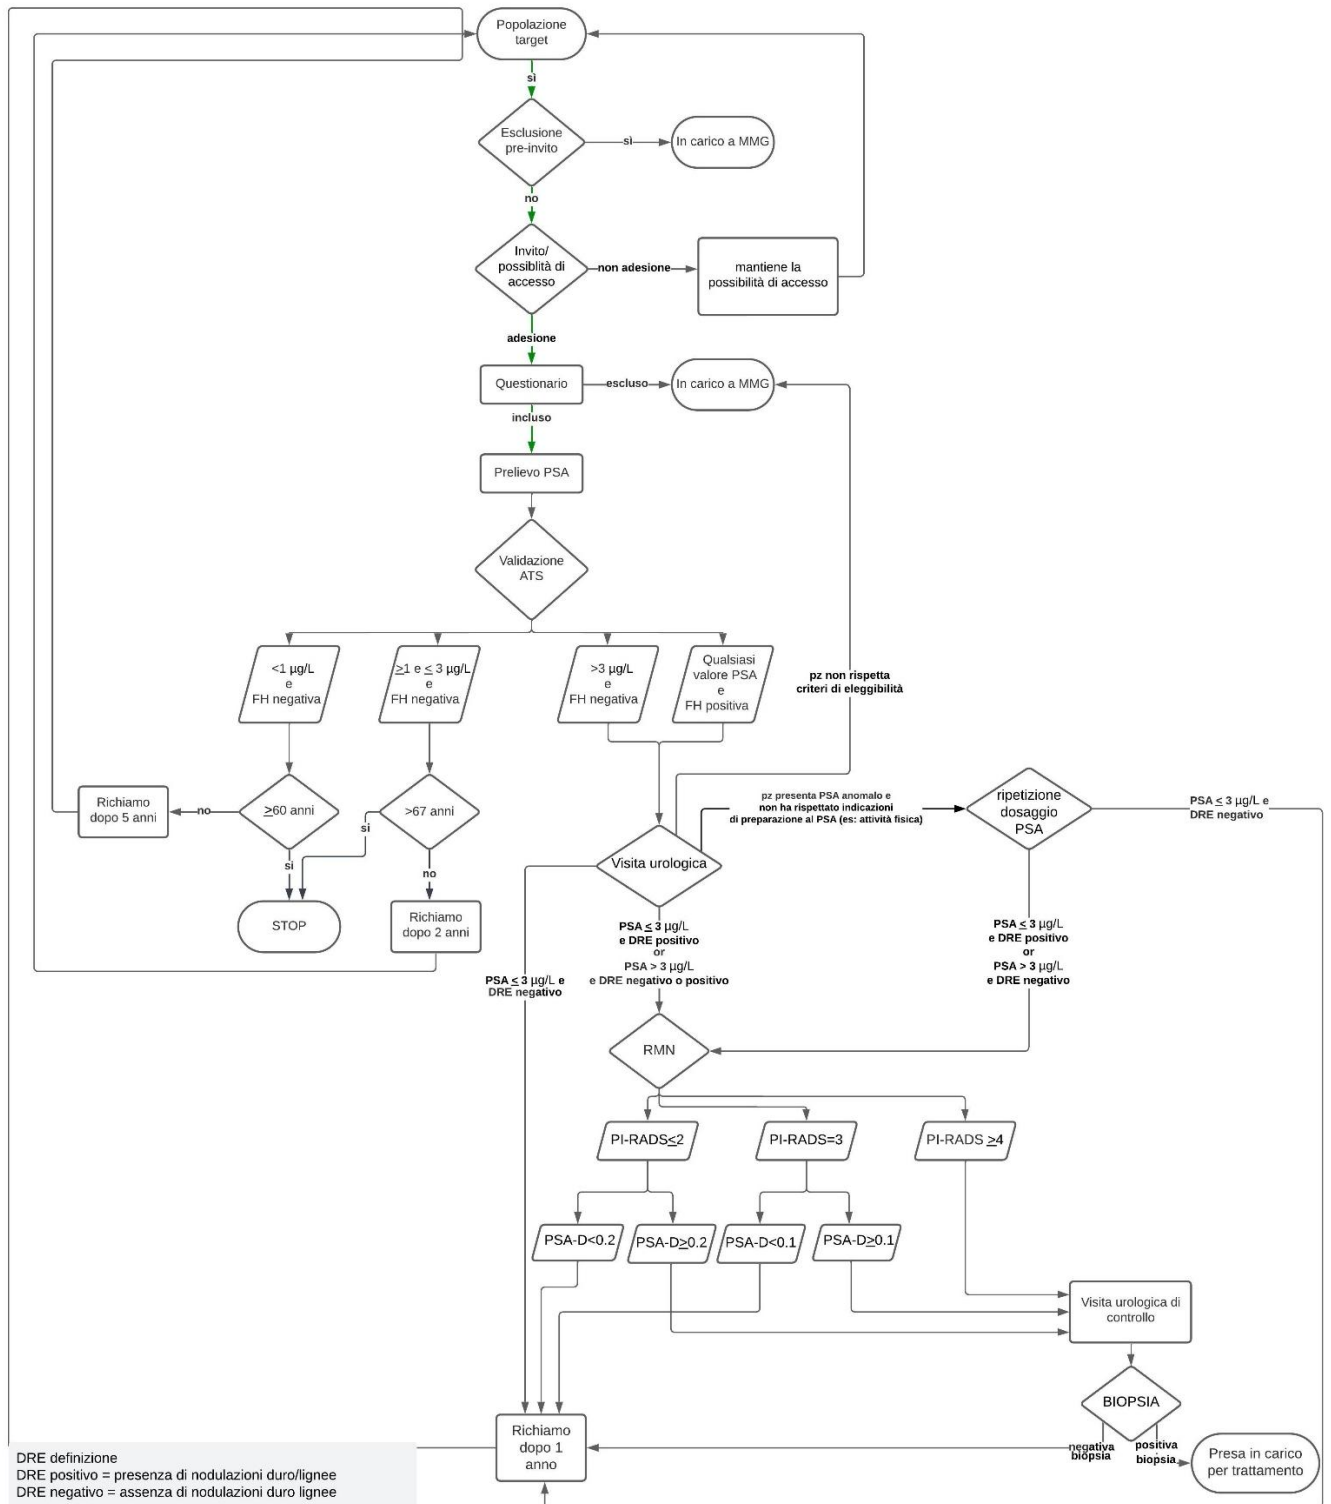 Popolazione
target
sì
Esclusione
pre-invito
sì
In carico a MMG
no
Invito/
possiblità di
accesso
non adesione
mantiene la
possibilità di accesso
adesione
Questionario
escluso
In carico a MMG
incluso
Prelievo PSA
Validazione
ATS
<1 µg/L
e
FH negativa
≥1 e ≤ 3 µg/L
e
FH negativa
>3 µg/L
e
FH negativa
Qualsiasi
valore PSA
e
FH positiva
pz non rispetta
criteri di eleggibilità
Richiamo
dopo 5 anni
no
≥60 anni
sì
>67 anni
si
no
STOP
Richiamo
dopo 2 anni
Visita urologica
pz presenta PSA anomalo e
non ha rispettato indicazioni
di preparazione al PSA (es: attività fisica)
ripetizione
dosaggio
PSA
PSA ≤ 3 µg/L e
DRE negativo
PSA ≤ 3 µg/L e
DRE negativo
PSA ≤ 3 µg/L
e DRE positivo
or
PSA > 3 µg/L
e DRE negativo o positivo
PSA ≤ 3 µg/L
e DRE positivo
or
PSA > 3 µg/L
e DRE negativo
RMN
PI-RADS≤2
PI-RADS=3
PI-RADS ≥4
PSA-D<0.2
PSA-D≥0.2
PSA-D<0.1
PSA-D≥0.1
Visita urologica di
controllo
BIOPSIA
negativa
biopsia
positiva
biopsia
Presa in carico
per trattamento
Richiamo
dopo 1
anno
DRE definizione
DRE positivo = presenza di nodulazioni duro/lignee
DRE negativo = assenza di nodulazioni duro lignee